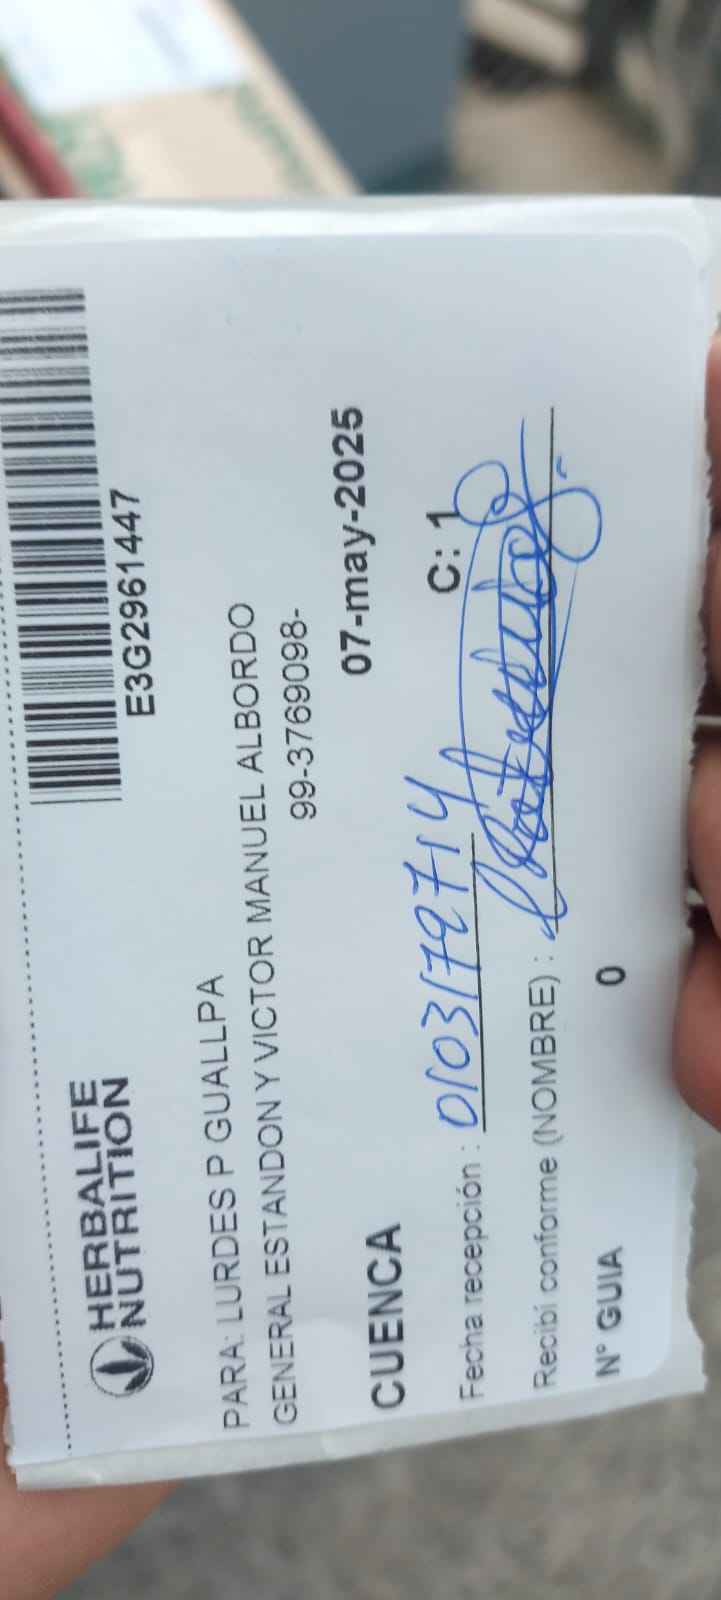 E3G2961447
HERBALIFE
NUTRITION
PARA: LURDES P GUALLPA
GENERAL ESTANDON Y VICTOR MANUEL ALBORDO
99-3769098-
CUENCA 07-may-2025
C: 1
Fecha recepción : 0103179714
Recibí conforme (NOMBRE) :
N° GUIA 0